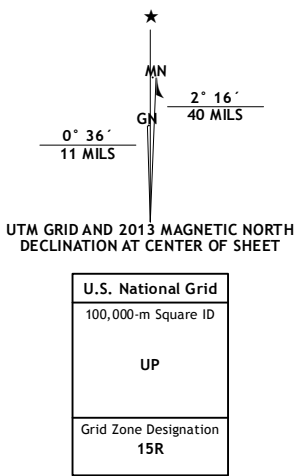 ★
MN
GN
2° 16´
40 MILS
0° 36´
11 MILS
UTM GRID AND 2013 MAGNETIC NORTH
DECLINATION AT CENTER OF SHEET
U.S. National Grid
100,000-m Square ID
UP
Grid Zone Designation
15R